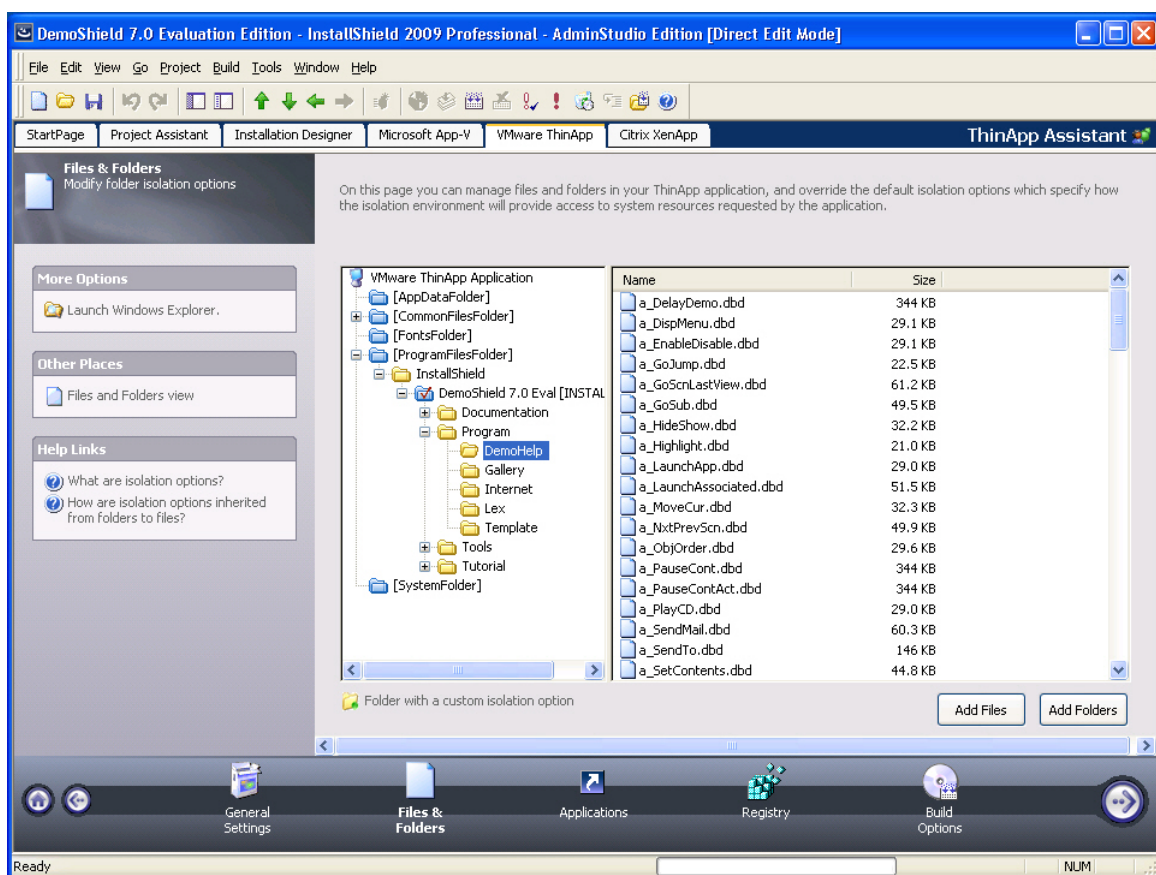 DemoShield 7.0 Evaluation Edition - InstallShield 2009 Professional - AdminStudio Edition [Direct Edit Mode]
File Edit View Go Project Build Tools Window Help
StartPage Project Assistant Installation Designer Microsoft App-V VMware ThinApp Citrix XenApp ThinApp Assistant
Files & Folders
Modify folder isolation options
On this page you can manage files and folders in your ThinApp application, and override the default isolation options which specify how
the isolation environment will provide access to system resources requested by the application.
More Options
Launch Windows Explorer.
Other Places
Files and Folders view
Help Links
What are isolation options?
How are isolation options inherited
from folders to files?
VMware ThinApp Application
[AppDataFolder]
[CommonFilesFolder]
[FontsFolder]
[ProgramFilesFolder]
InstallShield
DemoShield 7.0 Eval [INSTAL
Documentation
Program
DemoHelp
Gallery
Internet
Lex
Template
Tools
Tutorial
[SystemFolder]
Name Size
a_DelayDemo.dbd 344 KB
a_DispMenu.dbd 29.1 KB
a_EnableDisable.dbd 29.1 KB
a_GoJump.dbd 22.5 KB
a_GoScnLastView.dbd 61.2 KB
a_GoSub.dbd 49.5 KB
a_HideShow.dbd 32.2 KB
a_Highlight.dbd 21.0 KB
a_LaunchApp.dbd 29.0 KB
a_LaunchAssociated.dbd 51.5 KB
a_MoveCur.dbd 32.3 KB
a_NxtPrevScn.dbd 49.9 KB
a_ObjOrder.dbd 29.6 KB
a_PauseCont.dbd 344 KB
a_PauseContAct.dbd 344 KB
a_PlayCD.dbd 29.0 KB
a_SendMail.dbd 60.3 KB
a_SendTo.dbd 146 KB
a_SetContents.dbd 44.8 KB
Folder with a custom isolation option
Add Files Add Folders
General
Settings
Files &
Folders
Applications
Registry
Build
Options
Ready NUM